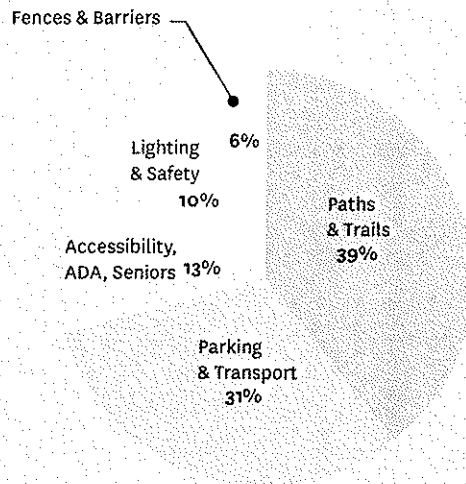 Fences & Barriers
6%
Lighting
& Safety
10%
Accessibility,
ADA, Seniors 13%
Paths
& Trails
39%
Parking
& Transport
31%